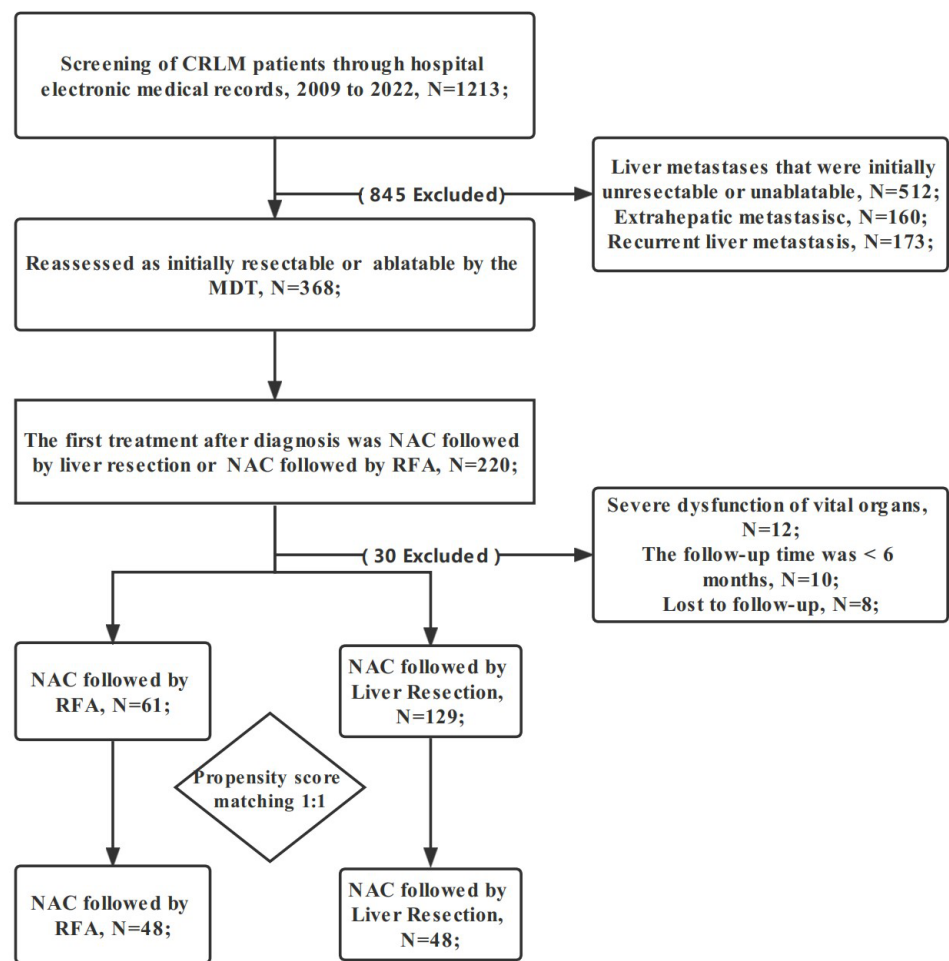 Screening of CRLM patients through hospital
electronic medical records, 2009 to 2022, N=1213;
( 845 Excluded)
Liver metastases that were initially
unresectable or unablatable, N=512;
Extrahepatic metastasisc, N=160;
Recurrent liver metastasis, N=173;
Reassessed as initially resectable or ablatable by the
MDT, N=368;
The first treatment after diagnosis was NAC followed
by liver resection or NAC followed by RFA, N=220;
( 30 Excluded )
Severe dysfunction of vital organs,
N=12;
The follow-up time was < 6
months, N=10;
Lost to follow-up, N=8;
NAC followed by
RFA, N=61;
NAC followed by
Liver Resection,
N=129;
Propensity score
matching 1:1
NAC followed by
RFA, N=48;
NAC followed by
Liver Resection,
N=48;